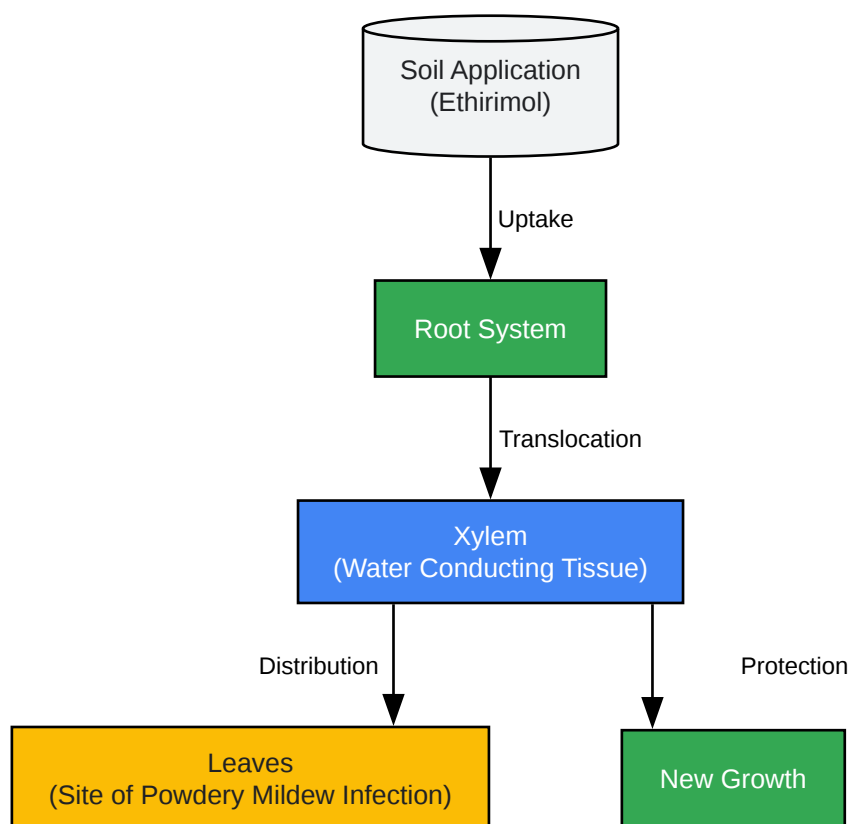 Soil Application
(Ethirimol)
Uptake
Root System
Translocation
Xylem
(Water Conducting Tissue)
Distribution
Protection
Leaves
(Site of Powdery Mildew Infection)
New Growth